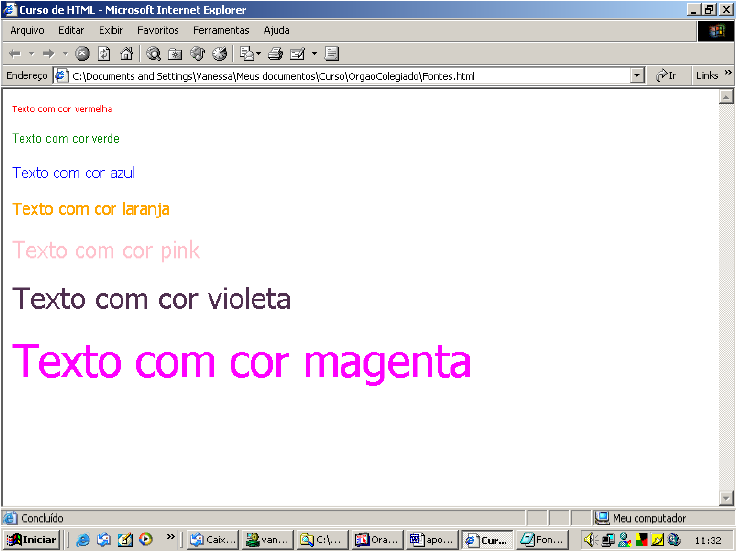 Curso de HTML - Microsoft Internet Explorer
Arquivo Editar Exibir Favoritos Ferramentas Ajuda
Endereço C:\Documents and Settings\Vanessa\Meus documentos\Curso\OrgaoColegiado\Fontes.html Ir Links »
Texto com cor vermelha
Texto com cor verde
Texto com cor azul
Texto com cor laranja
Texto com cor pink
Texto com cor violeta
Texto com cor magenta
Concluído Meu computador
Iniciar » Caix... van... C:\... Ora... apo... Cur... Fon... 11:32